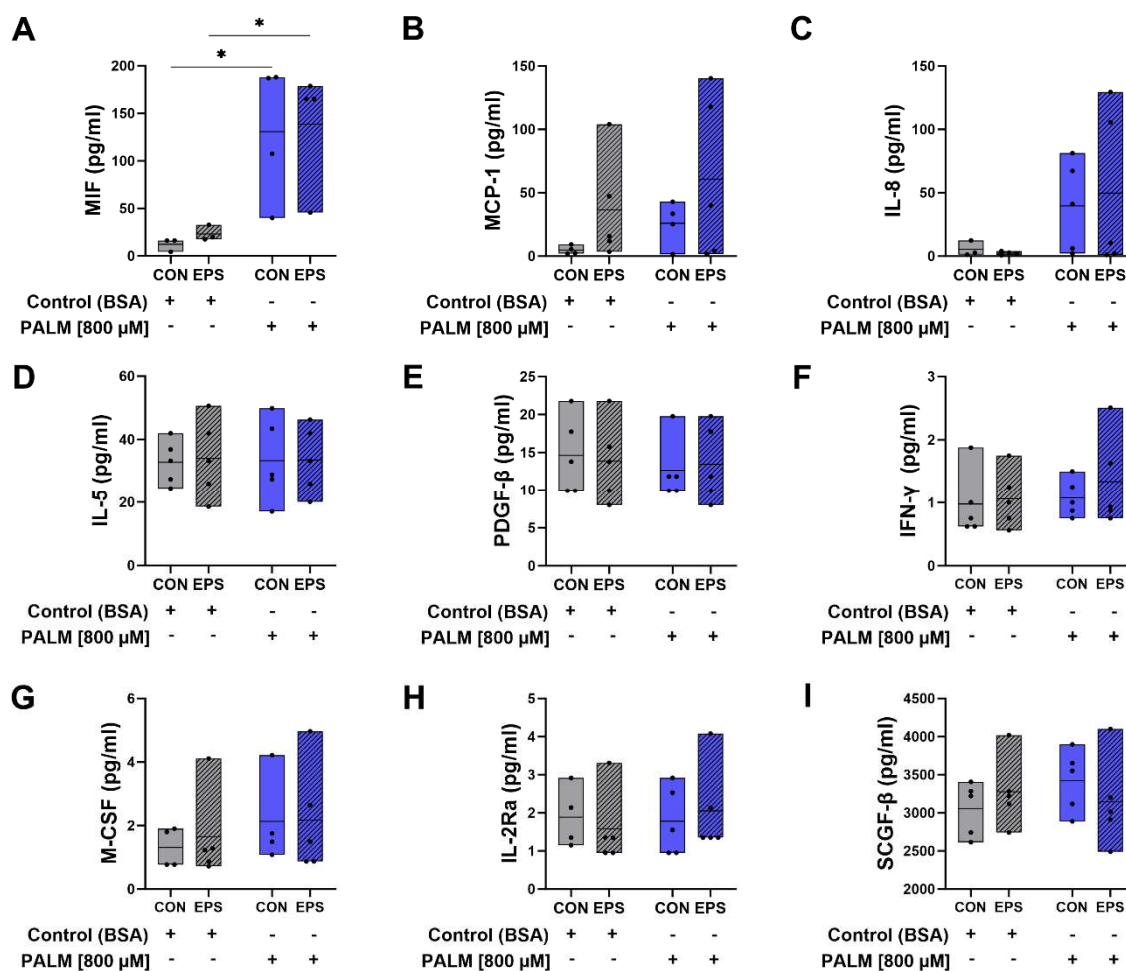 A
B
C
*
*
MIF (pg/ml)
200
150
100
50
0
CON EPS CON EPS
Control (BSA) + + - -
PALM [800 µM] - - + +
MCP-1 (pg/ml)
150
100
50
0
CON EPS CON EPS
Control (BSA) + + - -
PALM [800 µM] - - + +
IL-8 (pg/ml)
150
100
50
0
CON EPS CON EPS
Control (BSA) + + - -
PALM [800 µM] - - + +
D
E
F
IL-5 (pg/ml)
60
40
20
0
CON EPS CON EPS
Control (BSA) + + - -
PALM [800 µM] - - + +
PDGF-β (pg/ml)
25
20
15
10
5
0
CON EPS CON EPS
Control (BSA) + + - -
PALM [800 µM] - - + +
IFN-γ (pg/ml)
3
2
1
0
CON EPS CON EPS
Control (BSA) + + - -
PALM [800 µM] - - + +
G
H
I
M-CSF (pg/ml)
6
4
2
0
CON EPS CON EPS
Control (BSA) + + - -
PALM [800 µM] - - + +
IL-2Ra (pg/ml)
5
4
3
2
1
0
CON EPS CON EPS
Control (BSA) + + - -
PALM [800 µM] - - + +
SCGF-β (pg/ml)
4500
4000
3500
3000
2500
2000
CON EPS CON EPS
Control (BSA) + + - -
PALM [800 µM] - - + +